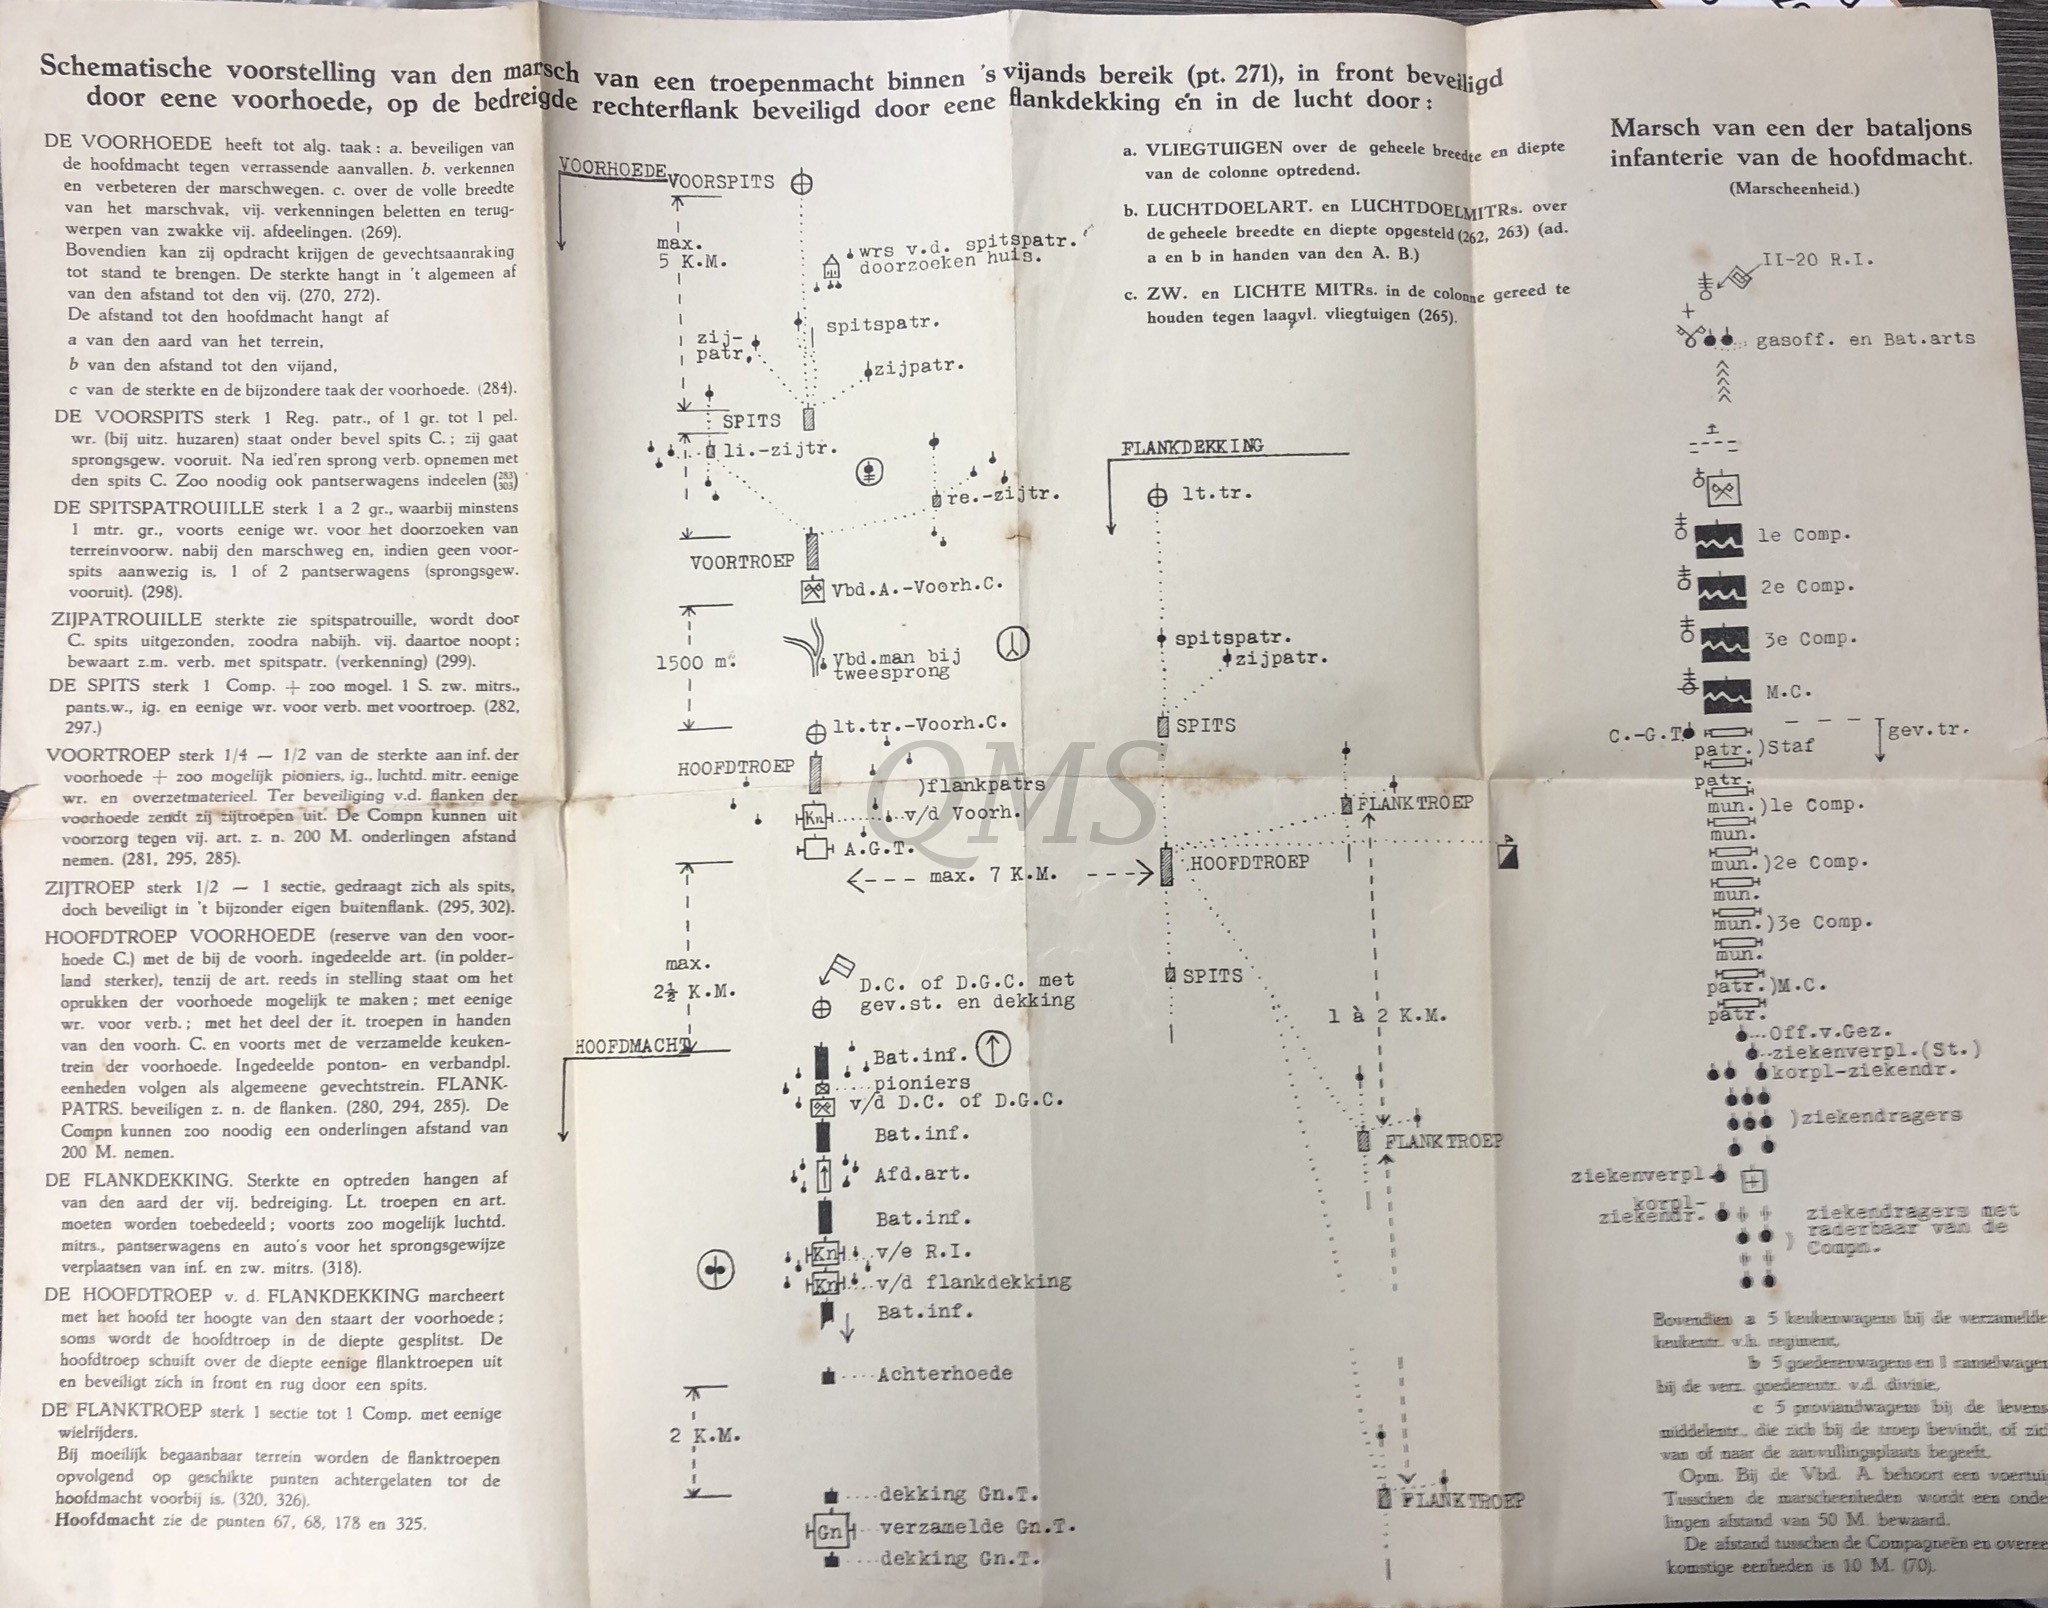 Schematische voorstelling van den marsch van een troepenmacht binnen 's vijands bereik (pt. 271), in front beveiligd
door eene voorhoede, op de bedreigde rechterflank beveiligd door eene flankdekking en in de lucht door:
DE VOORHOEDE heeft tot alg. taak: a. beveiligen van
de hoofdmacht tegen verrassende aanvallen. b. verkennen
en verbeteren der marschwegen. c. over de volle breedte
van het marschvak, vij. verkenningen beletten en terug-
werpen van zwakke vij. afdeelingen. (269).
Bovendien kan zij opdracht krijgen de gevechtsaanraking
tot stand te brengen. De sterkte hangt in 't algemeen af
van den afstand tot den vij. (270, 272).
De afstand tot den hoofdmacht hangt af
a van den aard van het terrein,
b van den afstand tot den vijand,
c van de sterkte en de bijzondere taak der voorhoede. (284).
DE VOORSPITS sterk 1 Reg. patr., of 1 gr. tot 1 pel.
wr. (bij uitz. huzaren) staat onder bevel spits C.; zij gaat
sprongsgew. vooruit. Na ied'ren sprong verb. opnemen met
den spits C. Zoo noodig ook pantserwagens indeelen (283 303)
DE SPITSPATROUILLE sterk 1 a 2 gr., waarbij minstens
1 mtr. gr., voorts eenige wr. voor het doorzoeken van
terreinvoorw. nabij den marschweg en, indien geen voor-
spits aanwezig is, 1 of 2 pantserwagens (sprongsgew.
vooruit). (298).
ZIJPATROUILLE sterkte zie spitspatrouille, wordt door
C. spits uitgezonden, zoodra nabijh. vij. daartoe noopt;
bewaart z.m. verb. met spitspatr. (verkenning) (299).
DE SPITS sterk 1 Comp. + zoo mogel. 1 S. zw. mitrs.,
pants.w., ig. en eenige wr. voor verb. met voortroep. (282,
297.)
VOORTROEP sterk 1/4 — 1/2 van de sterkte aan inf. der
voorhoede + zoo mogelijk pioniers, ig., luchtd. mitr. eenige
wr. en overzetmaterieel. Ter beveiliging v.d. flanken der
voorhoede zendt zij zijtroepen uit. De Compn kunnen uit
voorzorg tegen vij. art. z. n. 200 M. onderlingen afstand
nemen. (281, 295, 285).
ZIJTROEP sterk 1/2 — 1 sectie, gedraagt zich als spits,
doch beveiligt in 't bijzonder eigen buitenflank. (295, 302).
HOOFDTROEP VOORHOEDE (reserve van den voor-
hoede C.) met de bij de voorh. ingedeelde art. (in polder-
land sterker), tenzij de art. reeds in stelling staat om het
oprukken der voorhoede mogelijk te maken; met eenige
wr. voor verb.; met het deel der it. troepen in handen
van den voorh. C. en voorts met de verzamelde keuken-
trein der voorhoede. Ingedeelde ponton- en verbandpl.
eenheden volgen als algemeene gevechtstrein. FLANK-
PATRS. beveiligen z. n. de flanken. (280, 294, 285). De
Compn kunnen zoo noodig een onderlingen afstand van
200 M. nemen.
DE FLANKDEKKING. Sterkte en optreden hangen af
van den aard der vij. bedreiging. Lt. troepen en art.
moeten worden toebedeeld; voorts zoo mogelijk luchtd.
mitrs., pantserwagens en auto's voor het sprongsgewijze
verplaatsen van inf. en zw. mitrs. (318).
DE HOOFDTROEP v. d. FLANKDEKKING marcheert
met het hoofd ter hoogte van den staart der voorhoede;
soms wordt de hoofdtroep in de diepte gesplitst. De
hoofdtroep schuift over de diepte eenige fllanktroepen uit
en beveiligt zich in front en rug door een spits.
DE FLANKTROEP sterk 1 sectie tot 1 Comp. met eenige
wielrijders.
Bij moeilijk begaanbaar terrein worden de flanktroepen
opvolgend op geschikte punten achtergelaten tot de
hoofdmacht voorbij is. (320, 326).
Hoofdmacht zie de punten 67, 68, 178 en 325.
VOORHOEDE
VOORSPITS
max.
5 K.M.
wrs v.d. spitspatr.
doorzoeken huis.
spitspatr.
zij-
patr.
zijpatr.
SPITS
li.-zijtr.
re.-zijtr.
VOORTROEP
Vbd.A.-Voorh.C.
1500 m.
Vbd.man bij
tweesprong
lt.tr.-Voorh.C.
HOOFDTROEP
)flankpatrs
Kn
v/d Voorh.
A.G.T.
max. 7 K.M.
max.
2½ K.M.
D.C. of D.G.C. met
gev.st. en dekking
HOOFDMACHT
Bat.inf.
pioniers
v/d D.C. of D.G.C.
Bat.inf.
Afd.art.
Bat.inf.
Kn v/e R.I.
Kn v/d flankdekking
Bat.inf.
Achterhoede
2 K.M.
dekking Gn.T.
Gn verzamelde Gn.T.
dekking Gn.T.
QMS
a. VLIEGTUIGEN over de geheele breedte en diepte
van de colonne optredend.
b. LUCHTDOELART. en LUCHTDOELMITRs. over
de geheele breedte en diepte opgesteld (262, 263) (ad.
a en b in handen van den A. B.)
c. ZW. en LICHTE MITRs. in de colonne gereed te
houden tegen laagvl. vliegtuigen (265).
FLANKDEKKING
lt.tr.
spitspatr.
zijpatr.
SPITS
FLANKTROEP
HOOFDTROEP
SPITS
1 à 2 K.M.
FLANKTROEP
FLANKTROEP
Marsch van een der bataljons
infanterie van de hoofdmacht.
(Marscheenheid.)
II-20 R.I.
gasoff. en Bat.arts
1e Comp.
2e Comp.
3e Comp.
M.C.
C.-G.T.
gev.tr.
patr.)Staf
patr.
mun.)1e Comp.
mun.
mun.)2e Comp.
mun.
mun.)3e Comp.
mun.
patr.)M.C.
patr.
Off.v.Gez.
ziekenverpl.(St.)
korpl-ziekendr.
)ziekendragers
ziekenverpl
korpl-
ziekendr.
ziekendragers met
raderbaar van de
Compn.
Bovendien a 5 keukenwagens bij de verzamelde
keukentr. v.h. regiment,
b 5 goederenwagens en 1 ranselwagen
bij de verz. goederentr. v.d. divisie,
c 5 proviandwagens bij de levens
middelentr., die zich bij de troep bevindt, of zich
van of naar de aanvullingsplaats begeeft.
Opm. Bij de Vbd. A. behoort een voertui
Tusschen de marscheenheden wordt een onde
lingen afstand van 50 M. bewaard.
De afstand tusschen de Compagneën en overee
komstige eenheden is 10 M. (70).